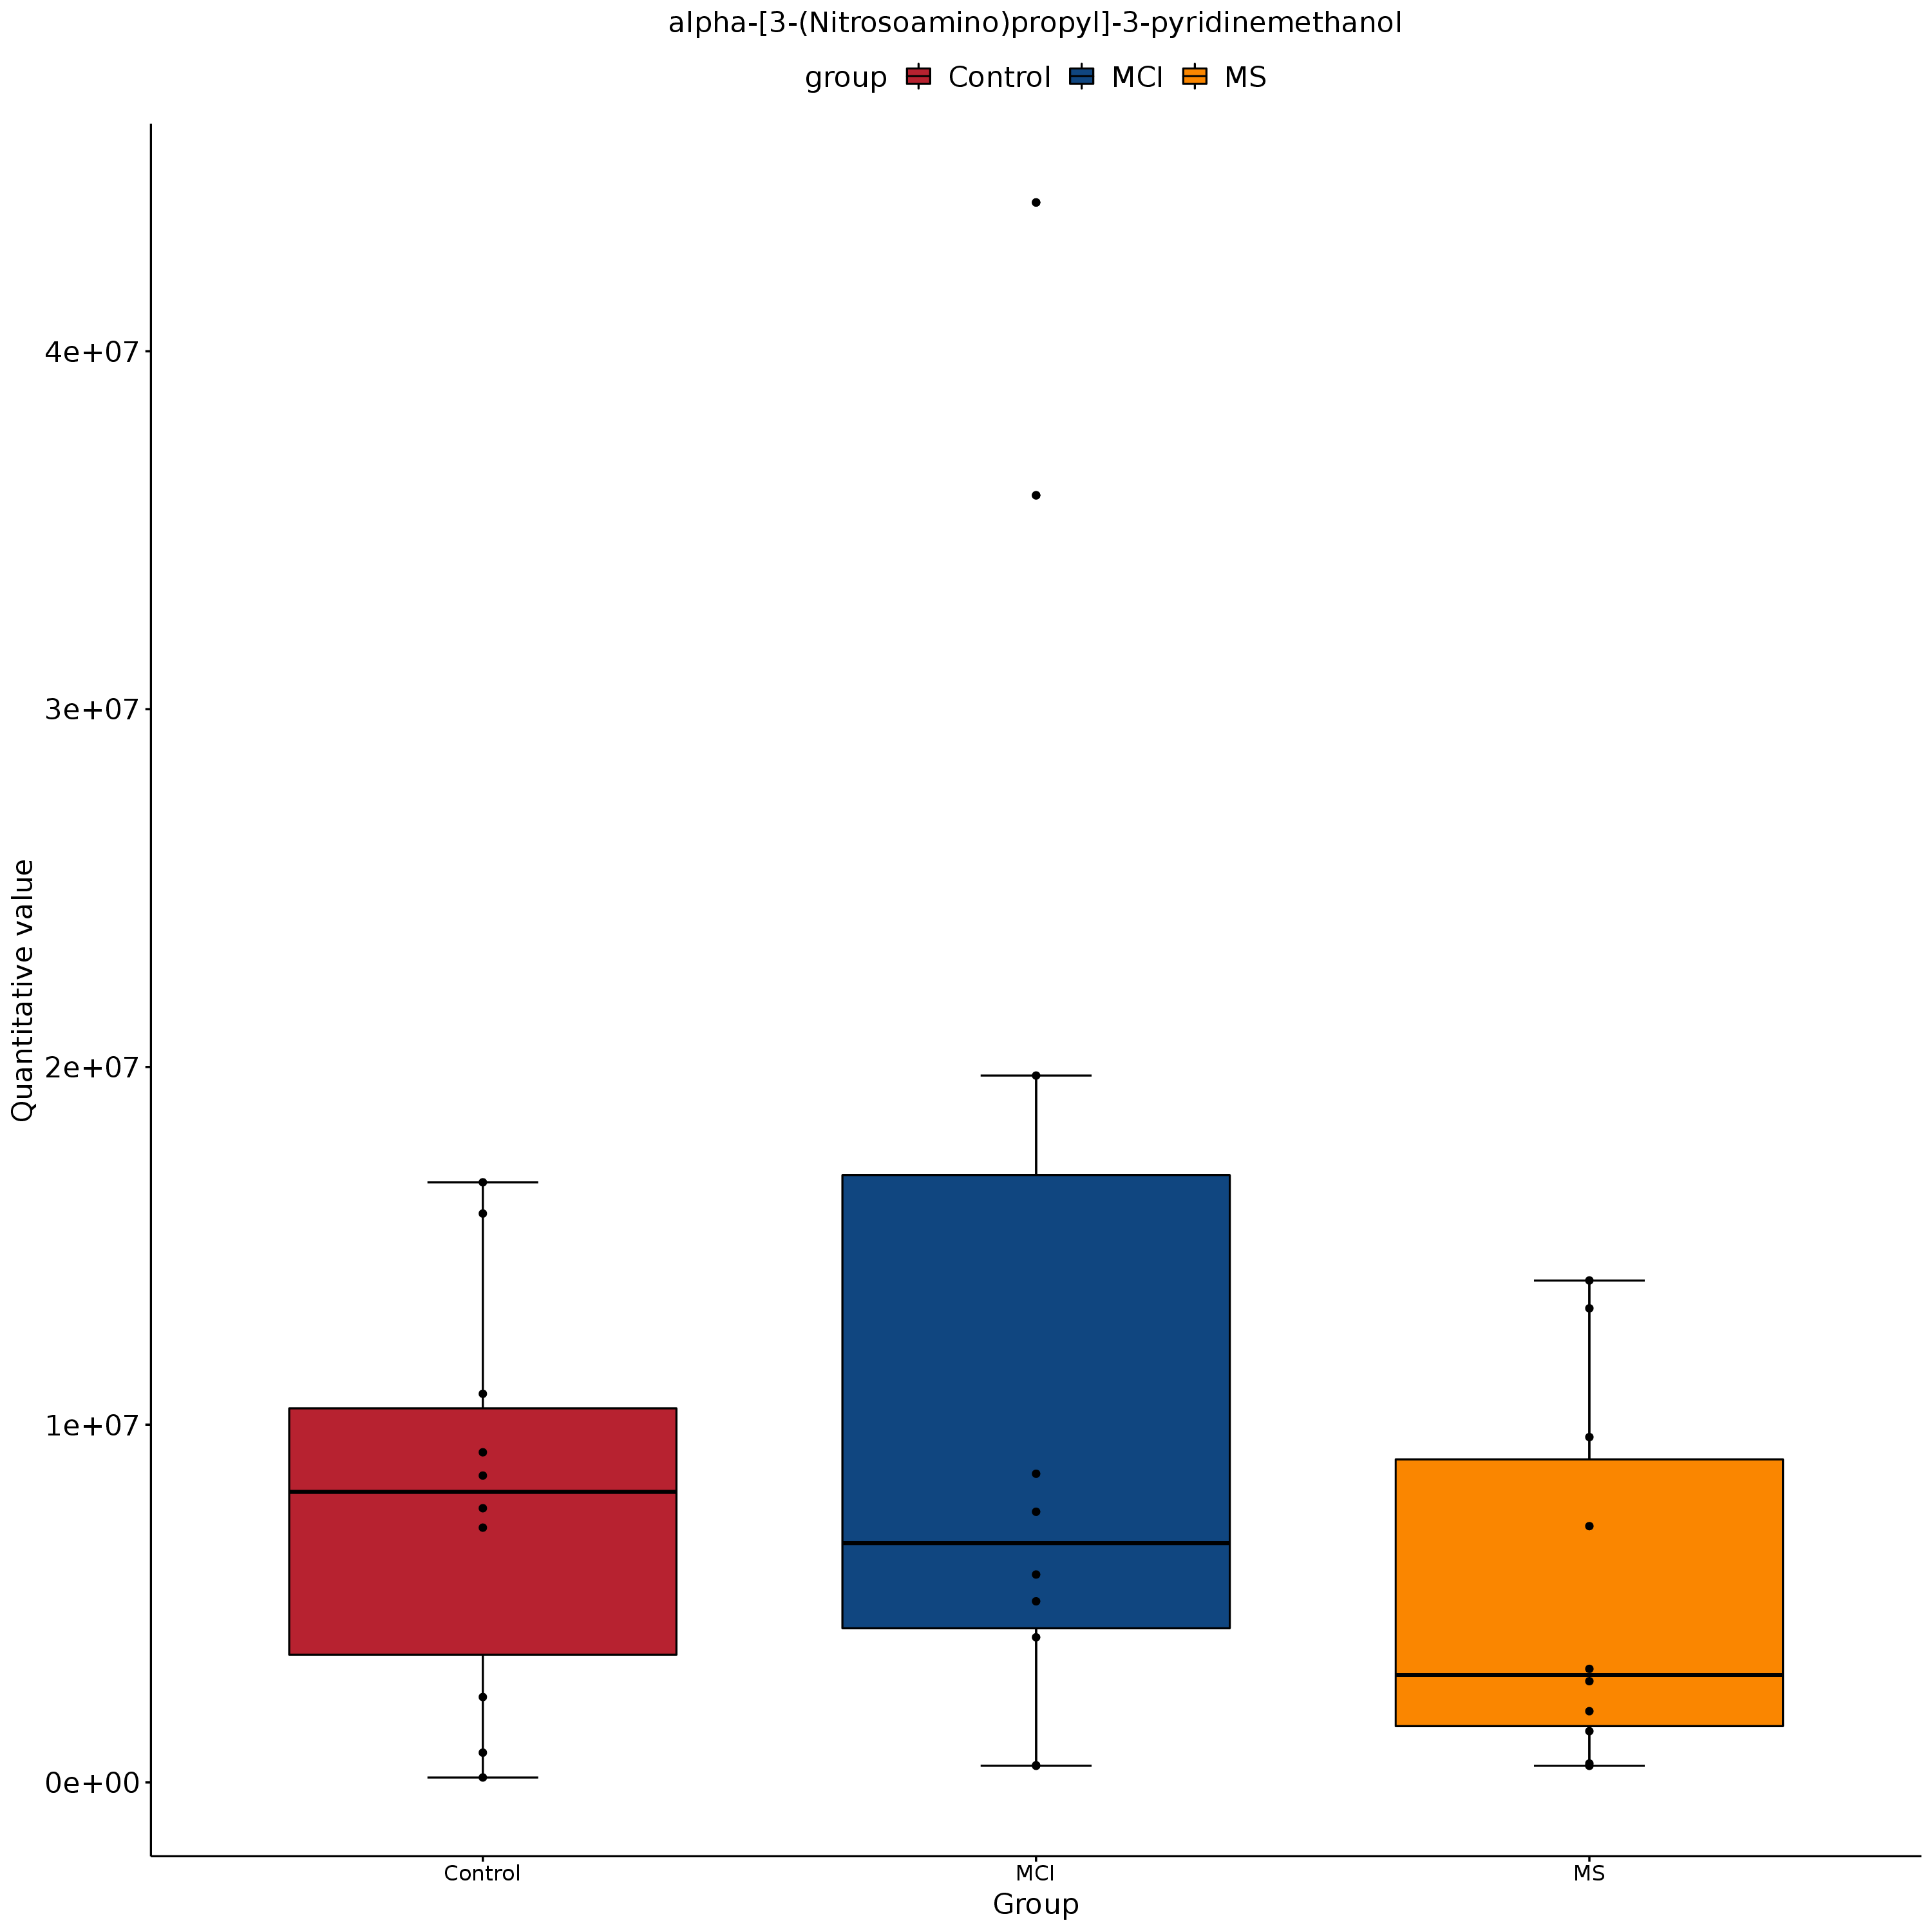 alpha-[3-(Nitrosoamino)propyl]-3-pyridinemethanol
group Control MCI MS
Quantitative value
4e+07
3e+07
2e+07
1e+07
0e+00
Control MCI MS
Group